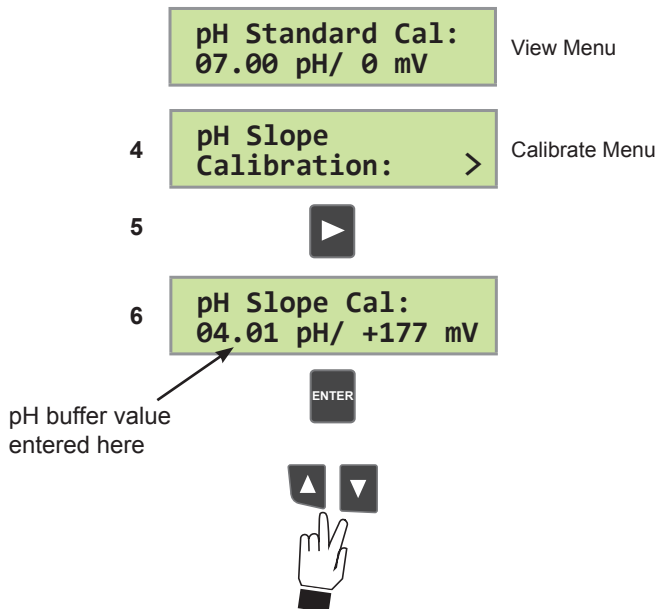 pH Standard Cal:
07.00 pH/ 0 mV
View Menu
4
pH Slope
Calibration: >
Calibrate Menu
5
6
pH Slope Cal:
04.01 pH/ +177 mV
pH buffer value
entered here
ENTER